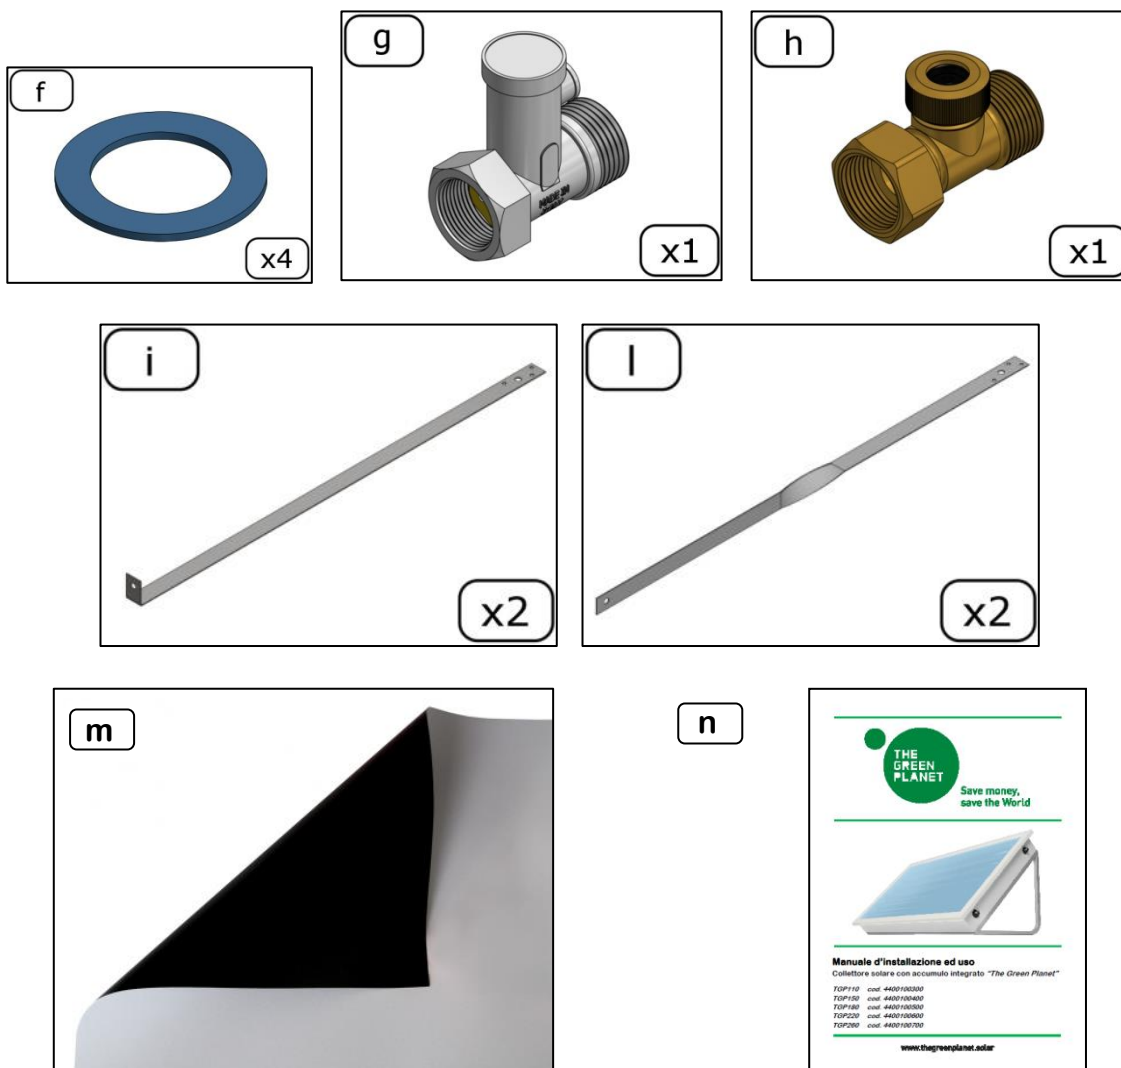 f
x4
g
MADE IN
x1
h
x1
i
x2
l
x2
m
n
THE
GREEN
PLANET
Save money,
save the World
Manuale d'installazione ed uso
Collettore solare con accumulo integrato "The Green Planet"
TGP110 cod. 4400100300
TGP150 cod. 4400100400
TGP180 cod. 4400100500
TGP220 cod. 4400100600
TGP260 cod. 4400100700
www.thegreenplanet.solar